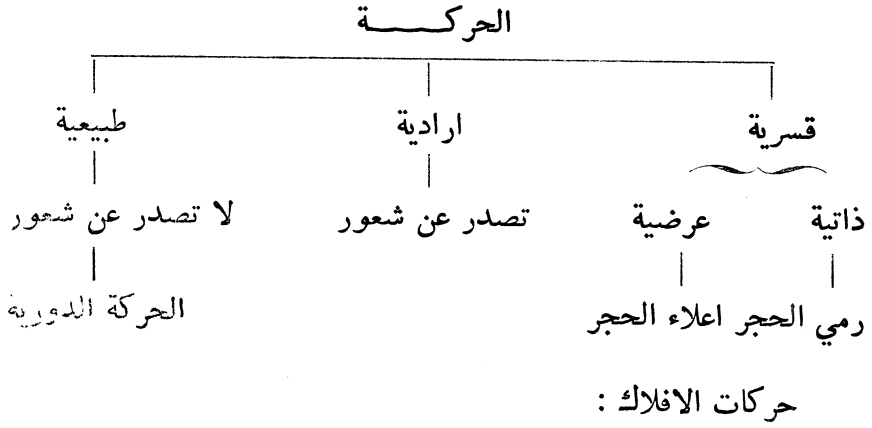 الحركة
قسرية ارادية طبيعية
ذاتية عرضية تصدر عن شعور لا تصدر عن شعور
رمي الحجر اعلاء الحجر الحركة الدورية
حركات الافلاك :